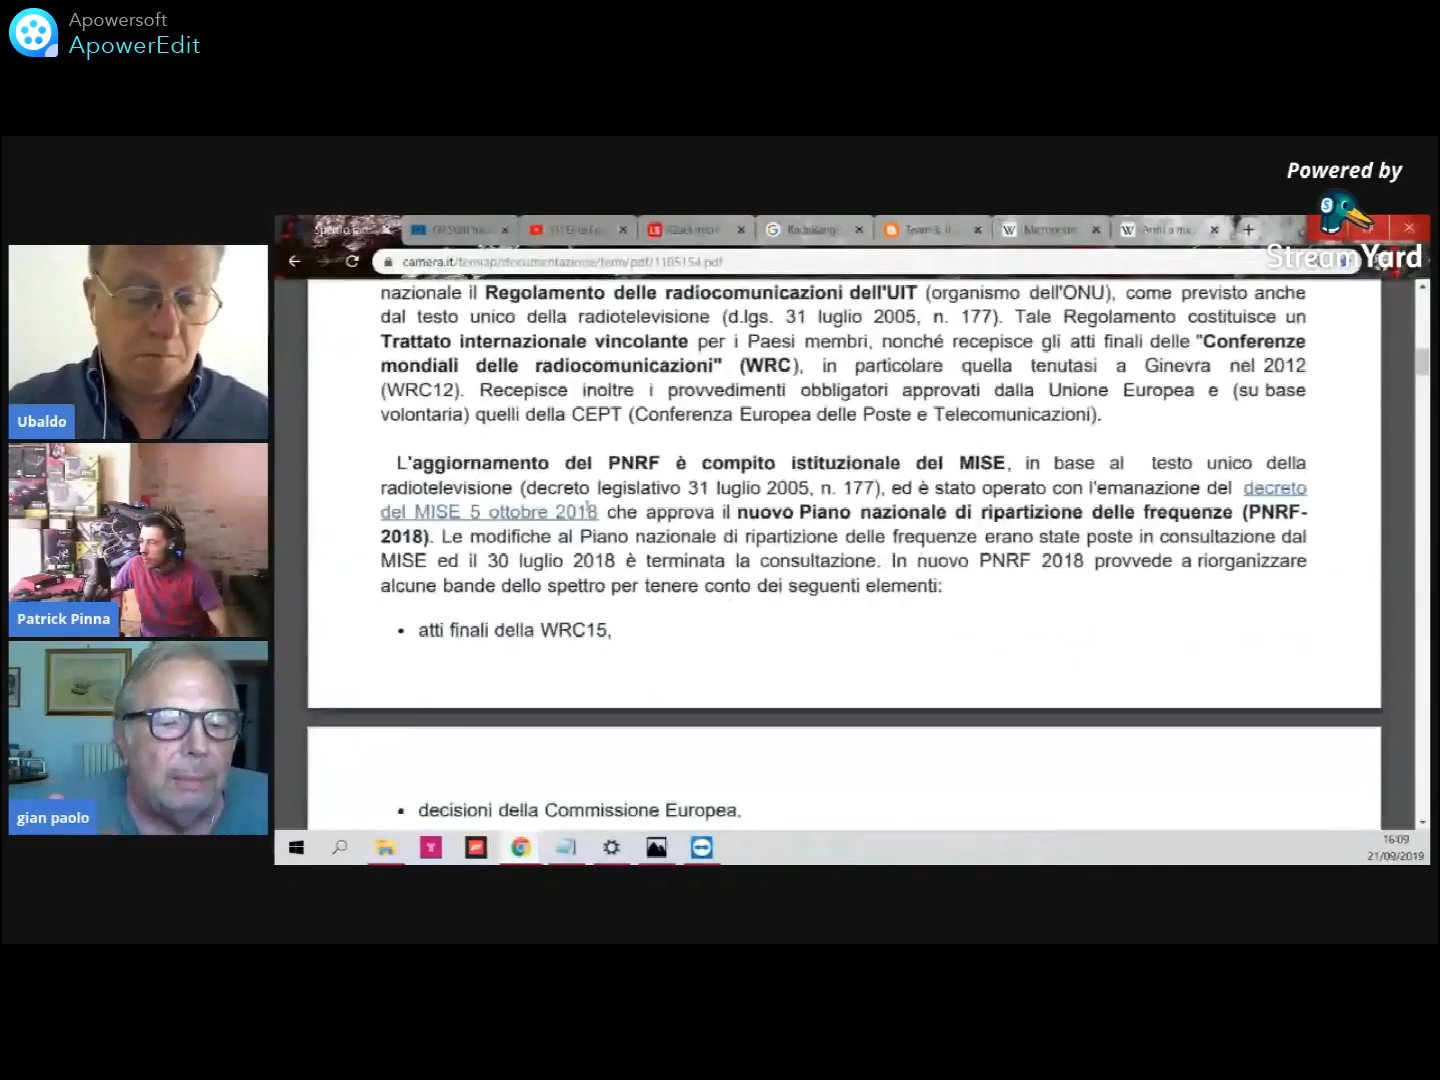 Apowersoft
ApowerEdit
Powered by
StreamYard
camera.it/temiap/documentazione/temi/pdf/1105154.pdf
nazionale il Regolamento delle radiocomunicazioni dell'UIT (organismo dell'ONU), come previsto anche
dal testo unico della radiotelevisione (d.lgs. 31 luglio 2005, n. 177). Tale Regolamento costituisce un
Trattato internazionale vincolante per i Paesi membri, nonché recepisce gli atti finali delle "Conferenze
mondiali delle radiocomunicazioni" (WRC), in particolare quella tenutasi a Ginevra nel 2012
(WRC12). Recepisce inoltre i provvedimenti obbligatori approvati dalla Unione Europea e (su base
volontaria) quelli della CEPT (Conferenza Europea delle Poste e Telecomunicazioni).
L'aggiornamento del PNRF è compito istituzionale del MISE, in base al testo unico della
radiotelevisione (decreto legislativo 31 luglio 2005, n. 177), ed è stato operato con l'emanazione del decreto
del MISE 5 ottobre 2018 che approva il nuovo Piano nazionale di ripartizione delle frequenze (PNRF-
2018). Le modifiche al Piano nazionale di ripartizione delle frequenze erano state poste in consultazione dal
MISE ed il 30 luglio 2018 è terminata la consultazione. In nuovo PNRF 2018 provvede a riorganizzare
alcune bande dello spettro per tenere conto dei seguenti elementi:
• atti finali della WRC15,
• decisioni della Commissione Europea,
Ubaldo
Patrick Pinna
gian paolo
16:09
21/09/2019